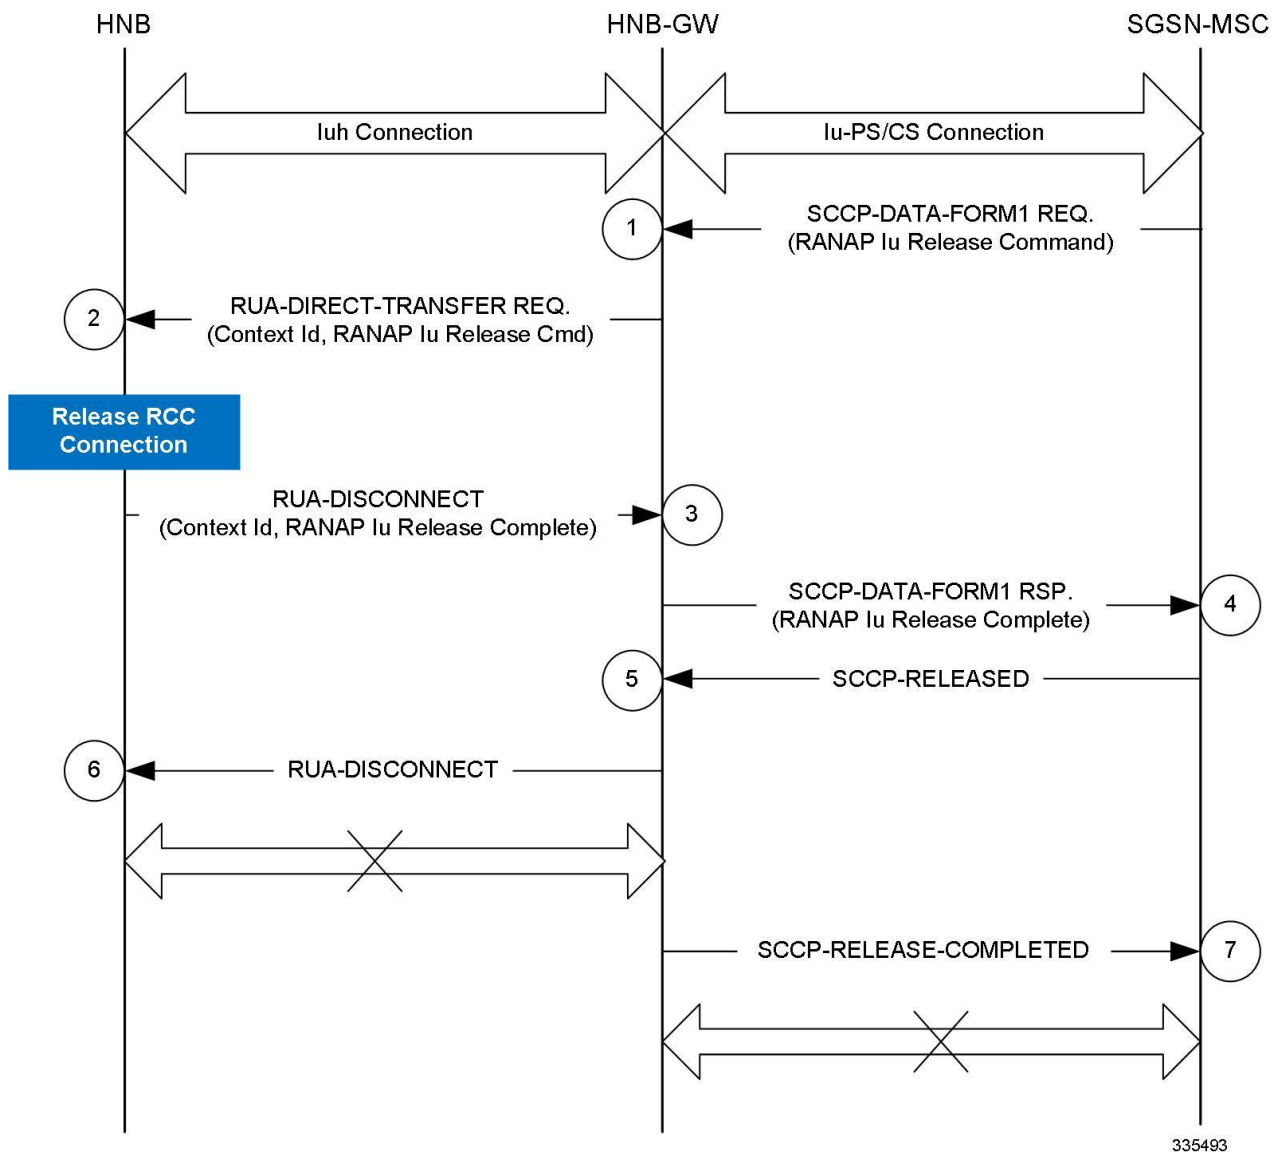 HNB
HNB-GW
SGSN-MSC
Iuh Connection
Iu-PS/CS Connection
1
SCCP-DATA-FORM1 REQ.
(RANAP Iu Release Command)
2
RUA-DIRECT-TRANSFER REQ.
(Context Id, RANAP Iu Release Cmd)
Release RCC
Connection
RUA-DISCONNECT
(Context Id, RANAP Iu Release Complete)
3
SCCP-DATA-FORM1 RSP.
(RANAP Iu Release Complete)
4
5
SCCP-RELEASED
6
RUA-DISCONNECT
SCCP-RELEASE-COMPLETED
7
335493